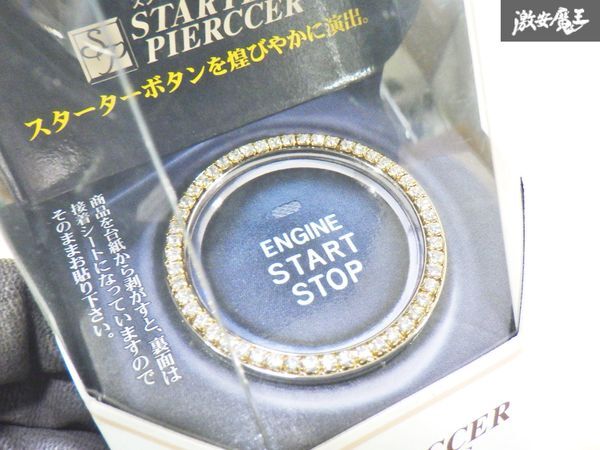 激安魔王
PIERCCER
スターターボタンを煌びやかに演出。
ENGINE
START
STOP
商品を台紙から剥がすと、裏面は
接着シートになっていますので
そのままお貼り下さい。